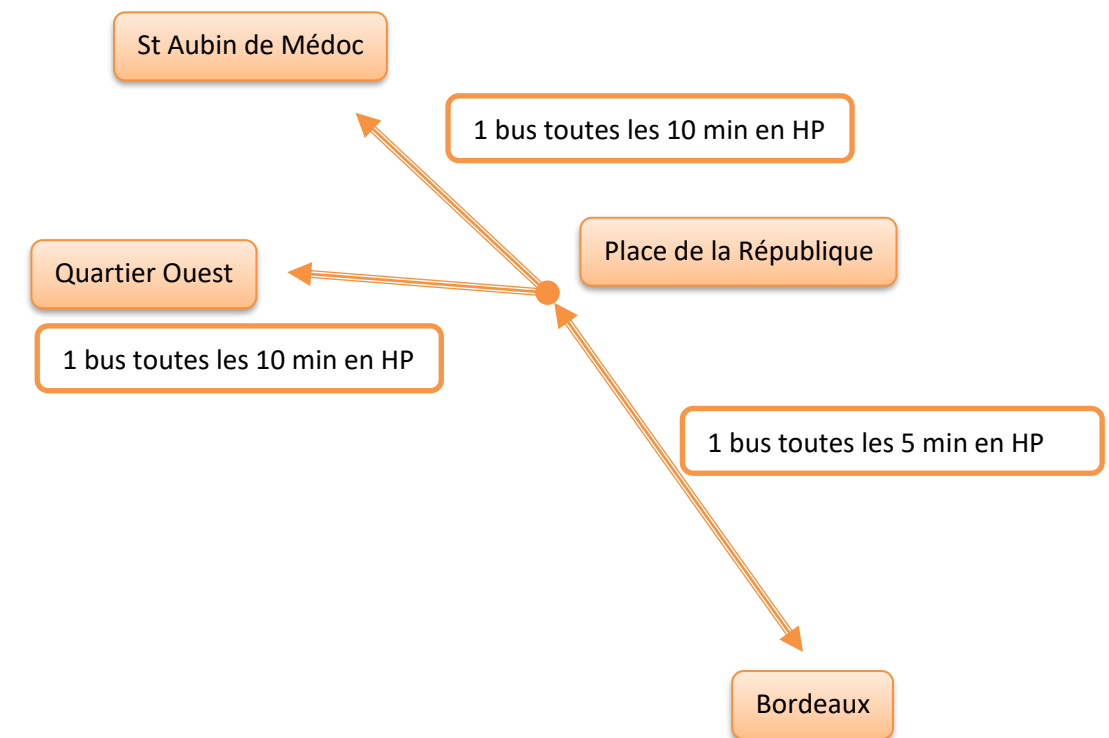 St Aubin de Médoc
1 bus toutes les 10 min en HP
Place de la République
Quartier Ouest
1 bus toutes les 10 min en HP
1 bus toutes les 5 min en HP
Bordeaux